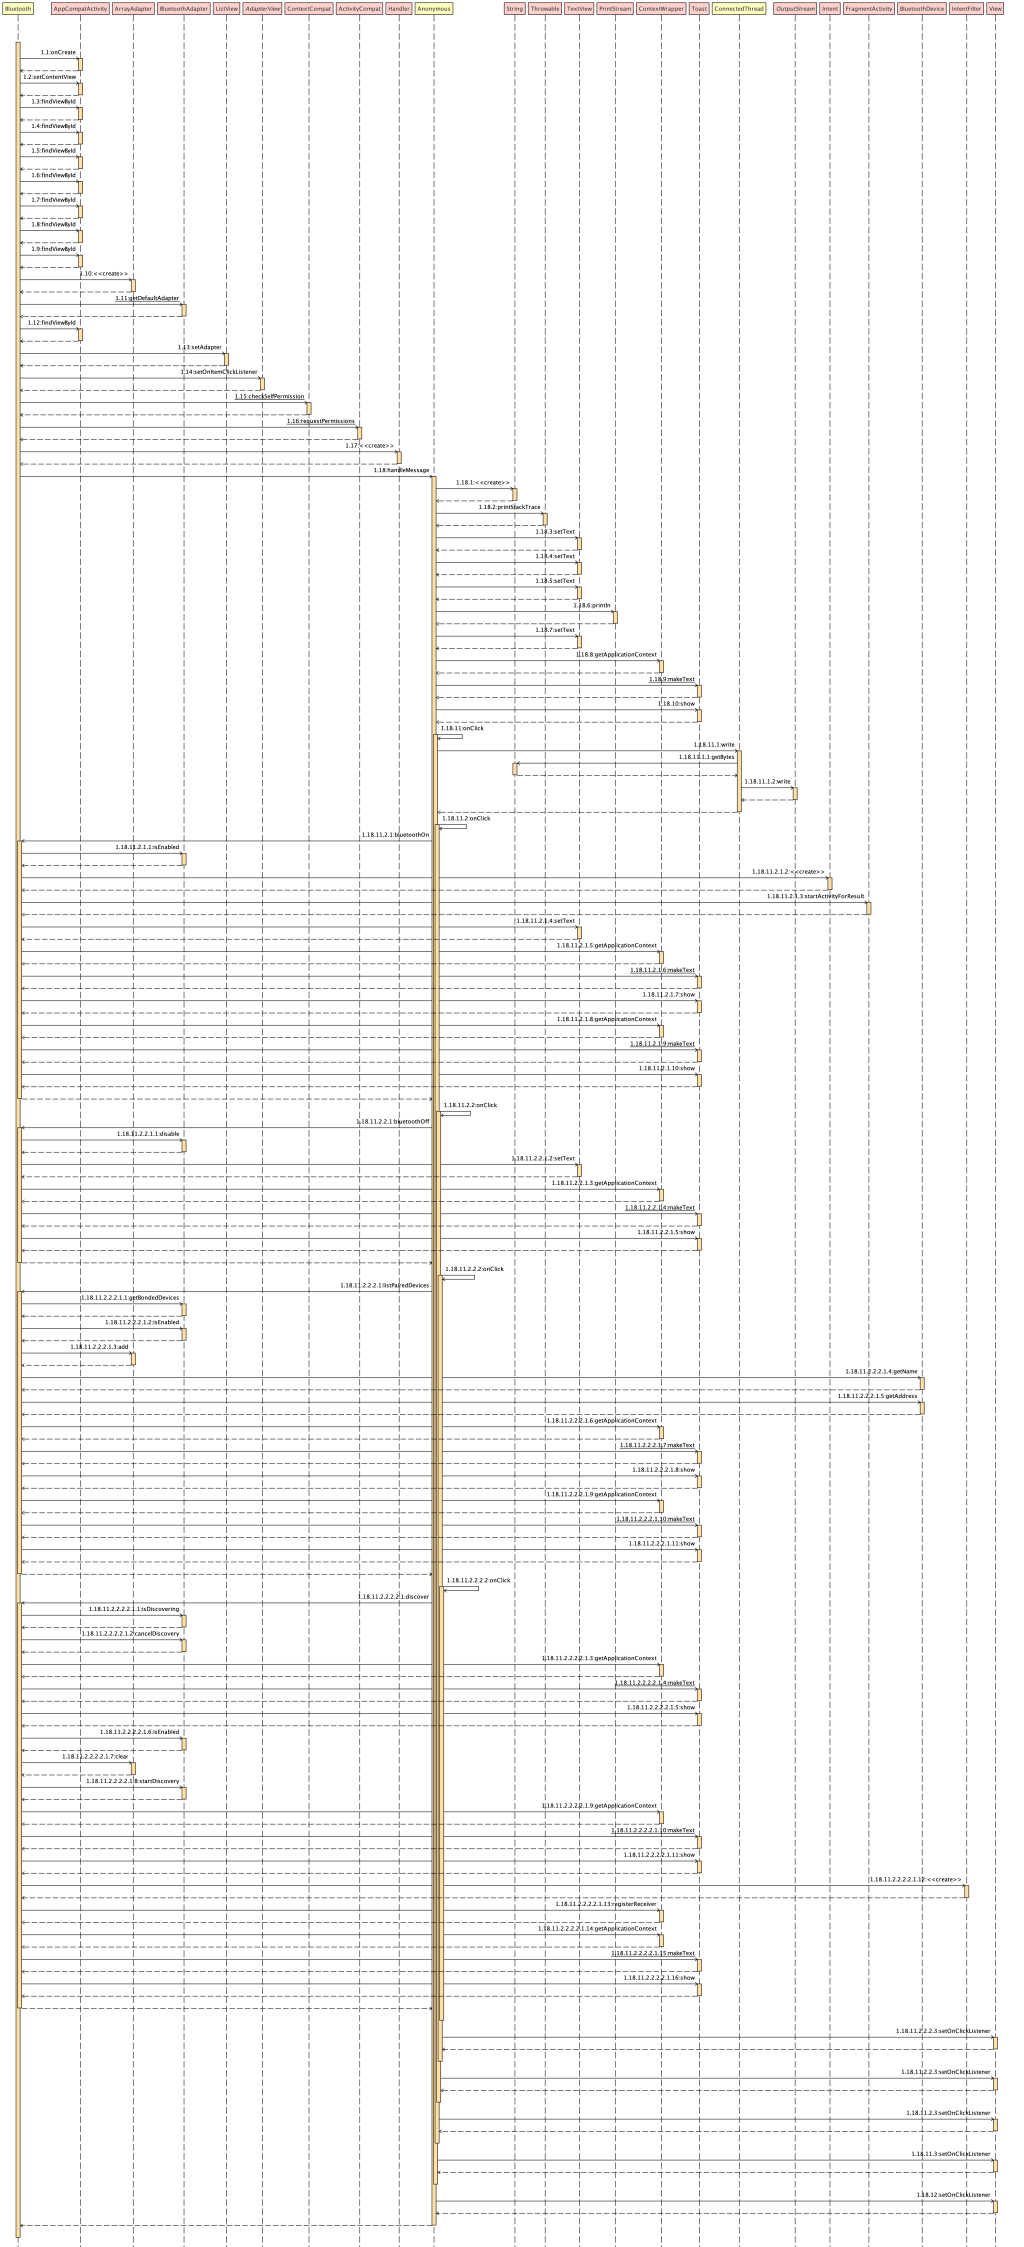 Bluetooth AppCompatActivity ArrayAdapter BluetoothAdapter ListView AdapterView ContextCompat ActivityCompat Handler Anonymous String Throwable TextView PrintStream ContextWrapper Toast ConnectedThread OutputStream Intent FragmentActivity BluetoothDevice IntentFilter View
1.1:onCreate
1.2:setContentView
1.3:findViewById
1.4:findViewById
1.5:findViewById
1.6:findViewById
1.7:findViewById
1.8:findViewById
1.9:findViewById
1.10:<<create>>
1.11:getDefaultAdapter
1.12:findViewById
1.13:setAdapter
1.14:setOnItemClickListener
1.15:checkSelfPermission
1.16:requestPermissions
1.17:<<create>>
1.18:handleMessage
1.18.1:<<create>>
1.18.2:printStackTrace
1.18.3:setText
1.18.4:setText
1.18.5:setText
1.18.6:println
1.18.7:setText
1.18.8:getApplicationContext
1.18.9:makeText
1.18.10:show
1.18.11:onClick
1.18.11.1:write
1.18.11.1.1:getBytes
1.18.11.1.2:write
1.18.11.2:onClick
1.18.11.2.1:bluetoothOn
1.18.11.2.1.1:isEnabled
1.18.11.2.1.2:<<create>>
1.18.11.2.1.3:startActivityForResult
1.18.11.2.1.4:setText
1.18.11.2.1.5:getApplicationContext
1.18.11.2.1.6:makeText
1.18.11.2.1.7:show
1.18.11.2.1.8:getApplicationContext
1.18.11.2.1.9:makeText
1.18.11.2.1.10:show
1.18.11.2.2:onClick
1.18.11.2.2.1:bluetoothOff
1.18.11.2.2.1.1:disable
1.18.11.2.2.1.2:setText
1.18.11.2.2.1.3:getApplicationContext
1.18.11.2.2.1.4:makeText
1.18.11.2.2.1.5:show
1.18.11.2.2.2:onClick
1.18.11.2.2.2.1:listPairedDevices
1.18.11.2.2.2.1.1:getBondedDevices
1.18.11.2.2.2.1.2:isEnabled
1.18.11.2.2.2.1.3:add
1.18.11.2.2.2.1.4:getName
1.18.11.2.2.2.1.5:getAddress
1.18.11.2.2.2.1.6:getApplicationContext
1.18.11.2.2.2.1.7:makeText
1.18.11.2.2.2.1.8:show
1.18.11.2.2.2.1.9:getApplicationContext
1.18.11.2.2.2.1.10:makeText
1.18.11.2.2.2.1.11:show
1.18.11.2.2.2.2:onClick
1.18.11.2.2.2.2.1:discover
1.18.11.2.2.2.2.1.1:isDiscovering
1.18.11.2.2.2.2.1.2:cancelDiscovery
1.18.11.2.2.2.2.1.3:getApplicationContext
1.18.11.2.2.2.2.1.4:makeText
1.18.11.2.2.2.2.1.5:show
1.18.11.2.2.2.2.1.6:isEnabled
1.18.11.2.2.2.2.1.7:clear
1.18.11.2.2.2.2.1.8:startDiscovery
1.18.11.2.2.2.2.1.9:getApplicationContext
1.18.11.2.2.2.2.1.10:makeText
1.18.11.2.2.2.2.1.11:show
1.18.11.2.2.2.2.1.12:<<create>>
1.18.11.2.2.2.2.1.13:registerReceiver
1.18.11.2.2.2.2.1.14:getApplicationContext
1.18.11.2.2.2.2.1.15:makeText
1.18.11.2.2.2.2.1.16:show
1.18.11.2.2.2.3:setOnClickListener
1.18.11.2.2.3:setOnClickListener
1.18.11.2.3:setOnClickListener
1.18.11.3:setOnClickListener
1.18.12:setOnClickListener